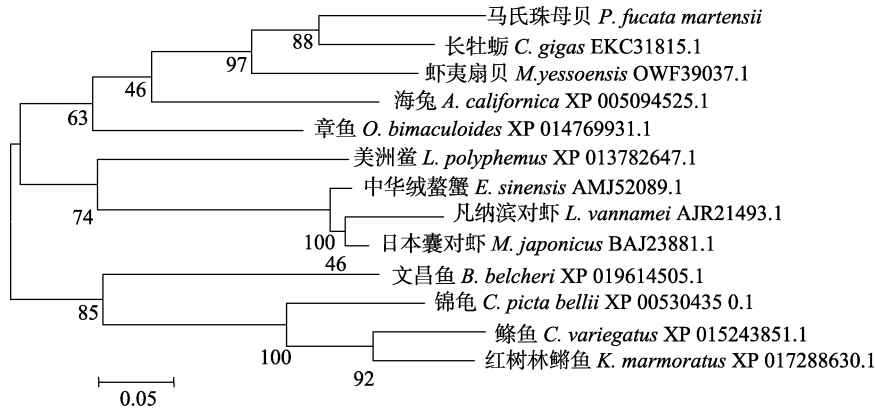 马氏珠母贝 P. fucata martensii
88
长牡蛎 C. gigas EKC31815.1
97
虾夷扇贝 M.yessoensis OWF39037.1
46
海兔 A. californica XP 005094525.1
63
章鱼 O. bimaculoides XP 014769931.1
美洲鲎 L. polyphemus XP 013782647.1
中华绒螯蟹 E. sinensis AMJ52089.1
74
凡纳滨对虾 L. vannamei AJR21493.1
100
日本囊对虾 M. japonicus BAJ23881.1
46
文昌鱼 B. belcheri XP 019614505.1
85
锦龟 C. picta bellii XP 00530435 0.1
鲦鱼 C. variegatus XP 015243851.1
100
红树林鳉鱼 K. marmoratus XP 017288630.1
92
0.05